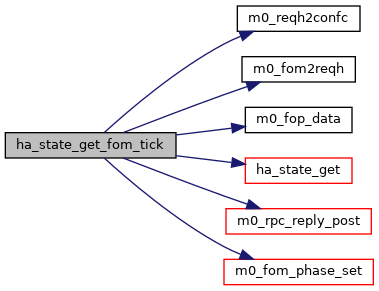 m0_reqh2confc
m0_fom2reqh
m0_fop_data
ha_state_get_fom_tick
ha_state_get
m0_rpc_reply_post
m0_fom_phase_set